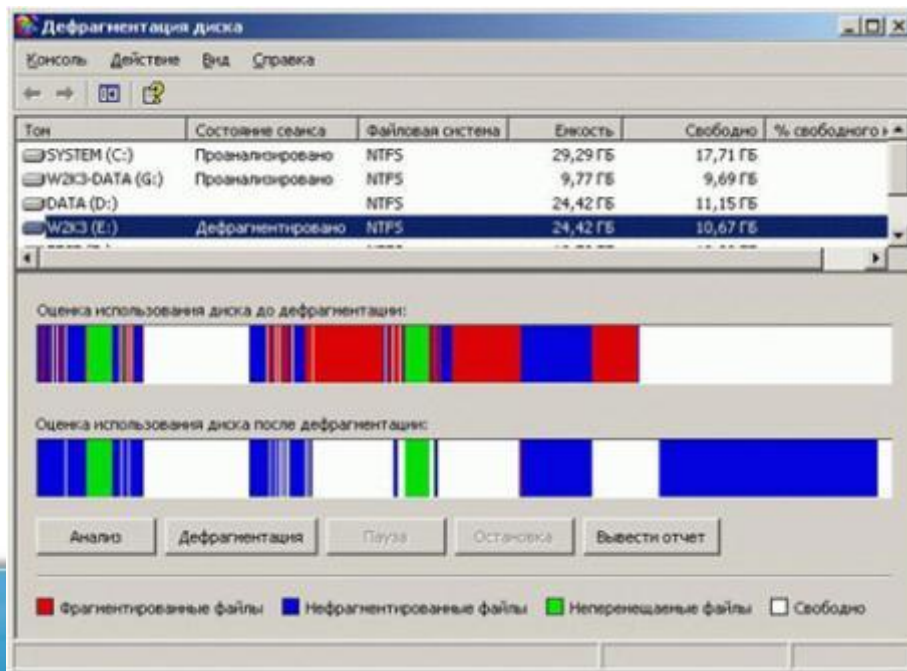 Дефрагментация диска
Консоль Действие Вид Справка
Том Состояние сеанса Файловая система Емкость Свободно % свободного
SYSTEM (C:) Проанализировано NTFS 29,29 ГБ 17,71 ГБ
W2K3-DATA (G:) Проанализировано NTFS 9,77 ГБ 9,69 ГБ
DATA (D:) NTFS 24,42 ГБ 11,15 ГБ
W2K3 (E:) Дефрагментировано NTFS 24,42 ГБ 10,67 ГБ
Оценка использования диска до дефрагментации:
Оценка использования диска после дефрагментации:
Анализ Дефрагментация Пауза Остановка Вывести отчет
Фрагментированные файлы Нефрагментированные файлы Неперемещаемые файлы Свободно